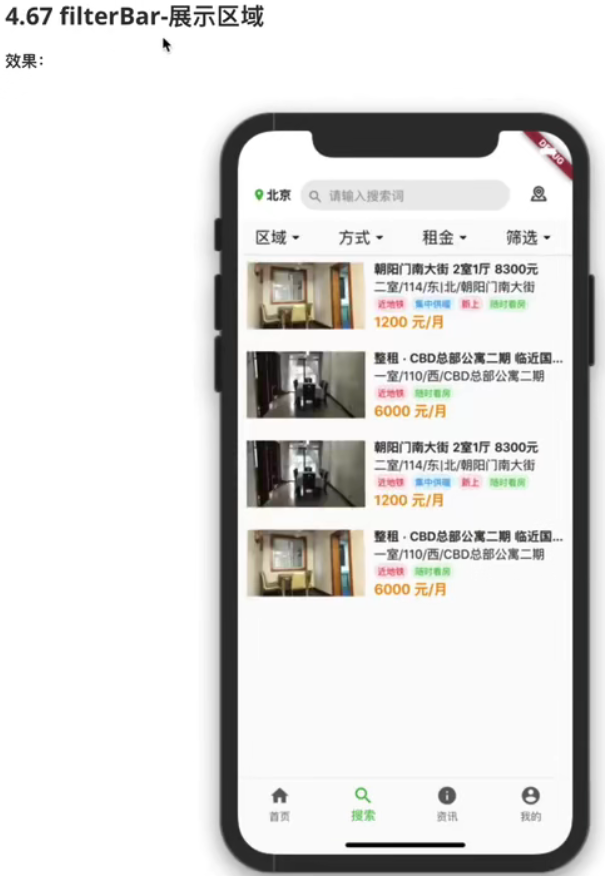 4.67 filterBar-展示区域
效果：
DEBUG
北京 请输入搜索词
区域 方式 租金 筛选
朝阳门南大街 2室1厅 8300元
二室/114/东|北/朝阳门南大街
近地铁 集中供暖 新上 随时看房
1200 元/月
整租 · CBD总部公寓二期 临近国...
一室/110/西/CBD总部公寓二期
近地铁 随时看房
6000 元/月
朝阳门南大街 2室1厅 8300元
二室/114/东|北/朝阳门南大街
近地铁 集中供暖 新上 随时看房
1200 元/月
整租 · CBD总部公寓二期 临近国...
一室/110/西/CBD总部公寓二期
近地铁 随时看房
6000 元/月
首页 搜索 资讯 我的